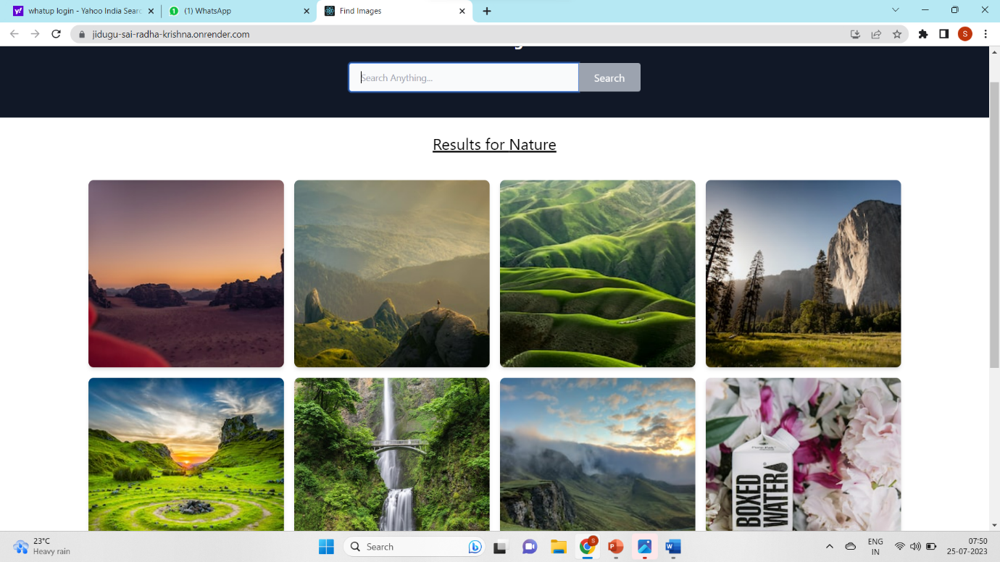 whatup login - Yahoo India Searc
(1) WhatsApp
Find Images
jidugu-sai-radha-krishna.onrender.com
S
Search Anything...
Search
Results for Nature
BOXED
WATER
23°C
Heavy rain
Search
S
ENG
IN
07:50
25-07-2023